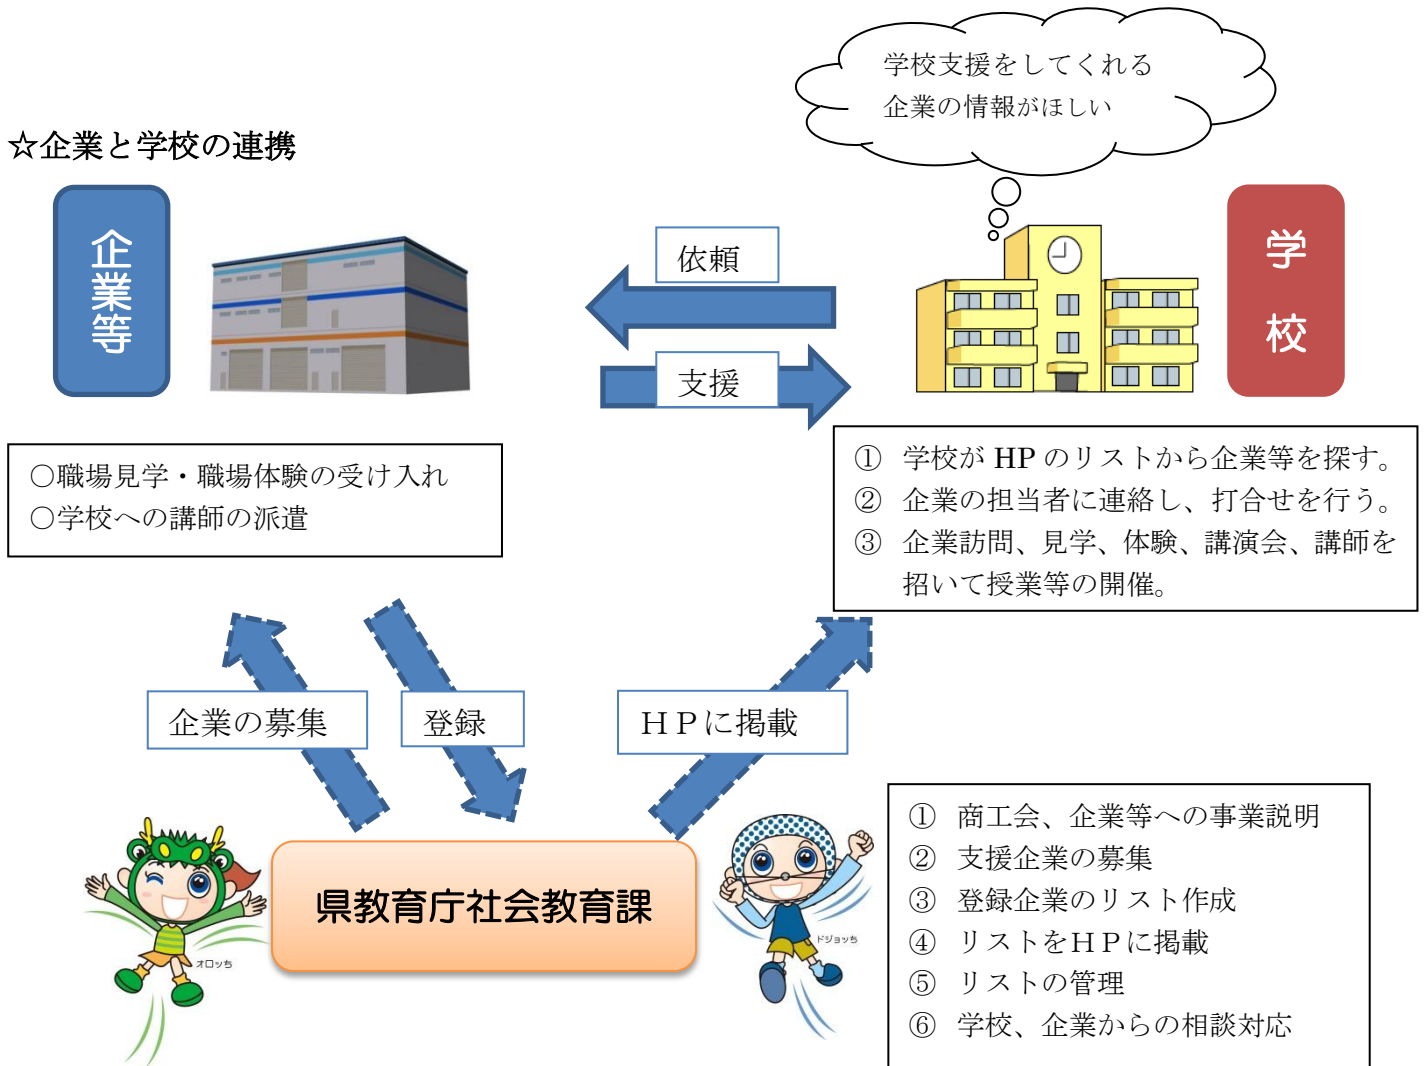 学校支援をしてくれる
企業の情報がほしい
☆企業と学校の連携
企業等
依頼
支援
学校
○職場見学・職場体験の受け入れ
○学校への講師の派遣
① 学校が HP のリストから企業等を探す。
② 企業の担当者に連絡し、打合せを行う。
③ 企業訪問、見学、体験、講演会、講師を
招いて授業等の開催。
企業の募集
登録
ＨＰに掲載
県教育庁社会教育課
オロッち
ドジョッち
① 商工会、企業等への事業説明
② 支援企業の募集
③ 登録企業のリスト作成
④ リストをＨＰに掲載
⑤ リストの管理
⑥ 学校、企業からの相談対応